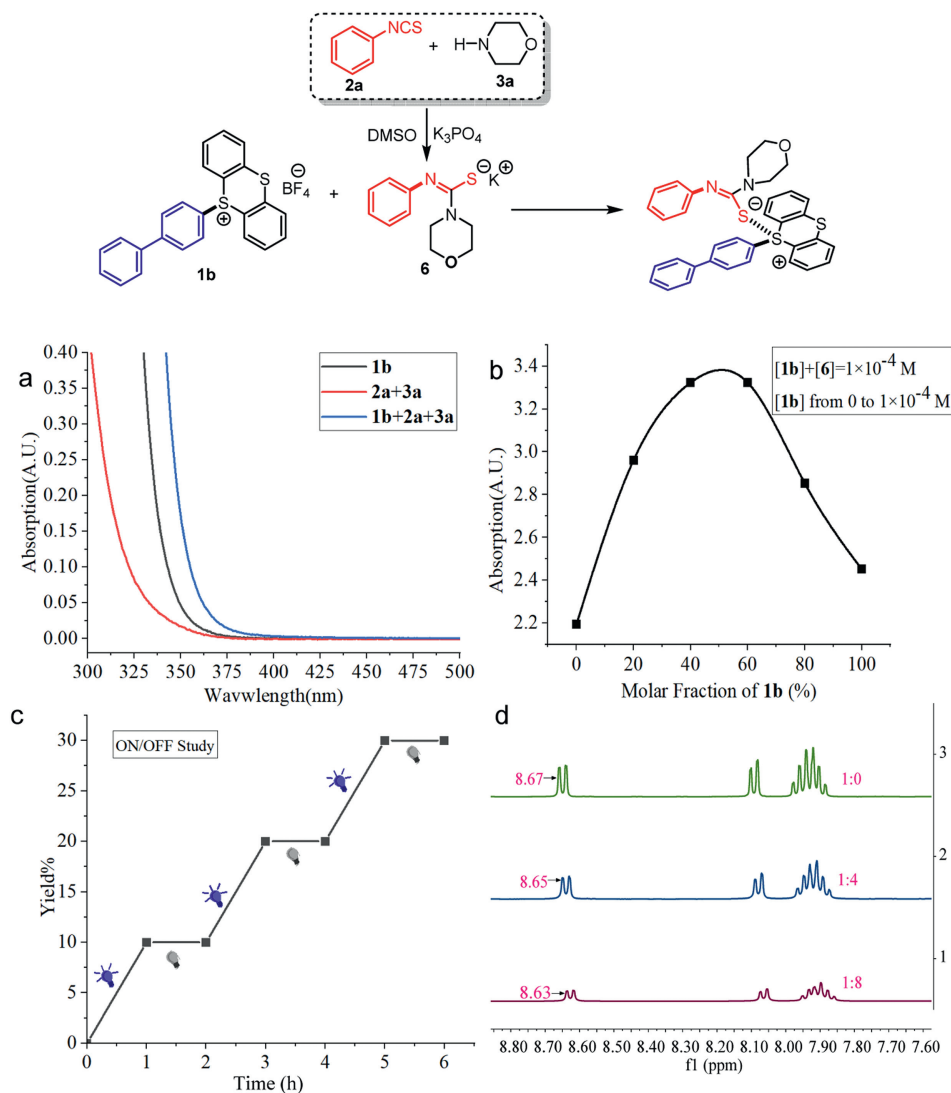 NCS
2a
+
H-N
O
3a
DMSO
K3PO4
S
S
⊕
⊖
BF4
1b
+
N
S
⊖
K
⊕
N
O
6
N
N
O
S
⊖
S
S
⊕
a
Absorption(A.U.)
0.40
0.35
0.30
0.25
0.20
0.15
0.10
0.05
0.00
1b
2a+3a
1b+2a+3a
300 325 350 375 400 425 450 475 500
Wavwlength(nm)
b
Absorption(A.U.)
3.4
3.2
3.0
2.8
2.6
2.4
2.2
[1b]+[6]=1×10-4 M
[1b] from 0 to 1×10-4 M
0 20 40 60 80 100
Molar Fraction of 1b (%)
c
Yield%
30
25
20
15
10
5
0
ON/OFF Study
0 1 2 3 4 5 6
Time (h)
d
8.67
1:0
3
2
8.65
1:4
1
8.63
1:8
8.80 8.70 8.60 8.50 8.40 8.30 8.20 8.10 8.00 7.90 7.80 7.70 7.60
f1 (ppm)